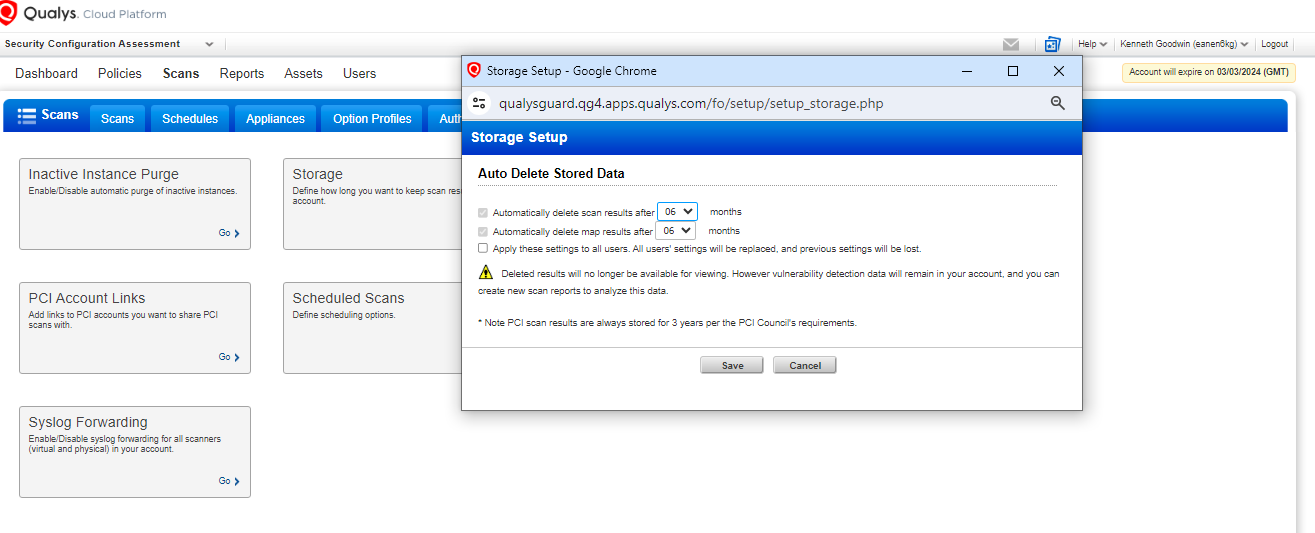 Qualys. Cloud Platform
Security Configuration Assessment
Help
Kenneth Goodwin (eanen6kg)
Logout
Dashboard Policies Scans Reports Assets Users
Account will expire on 03/03/2024 (GMT)
Scans
Scans Schedules Appliances Option Profiles Auth
Inactive Instance Purge
Enable/Disable automatic purge of inactive instances.
Go
Storage
Define how long you want to keep scan res
account.
PCI Account Links
Add links to PCI accounts you want to share PCI
scans with.
Go
Scheduled Scans
Define scheduling options.
Syslog Forwarding
Enable/Disable syslog forwarding for all scanners
(virtual and physical) in your account.
Go
Storage Setup - Google Chrome
qualysguard.qg4.apps.qualys.com/fo/setup/setup_storage.php
Storage Setup
Auto Delete Stored Data
Automatically delete scan results after 06 months
Automatically delete map results after 06 months
Apply these settings to all users. All users' settings will be replaced, and previous settings will be lost.
Deleted results will no longer be available for viewing. However vulnerability detection data will remain in your account, and you can
create new scan reports to analyze this data.
* Note PCI scan results are always stored for 3 years per the PCI Council's requirements.
Save Cancel